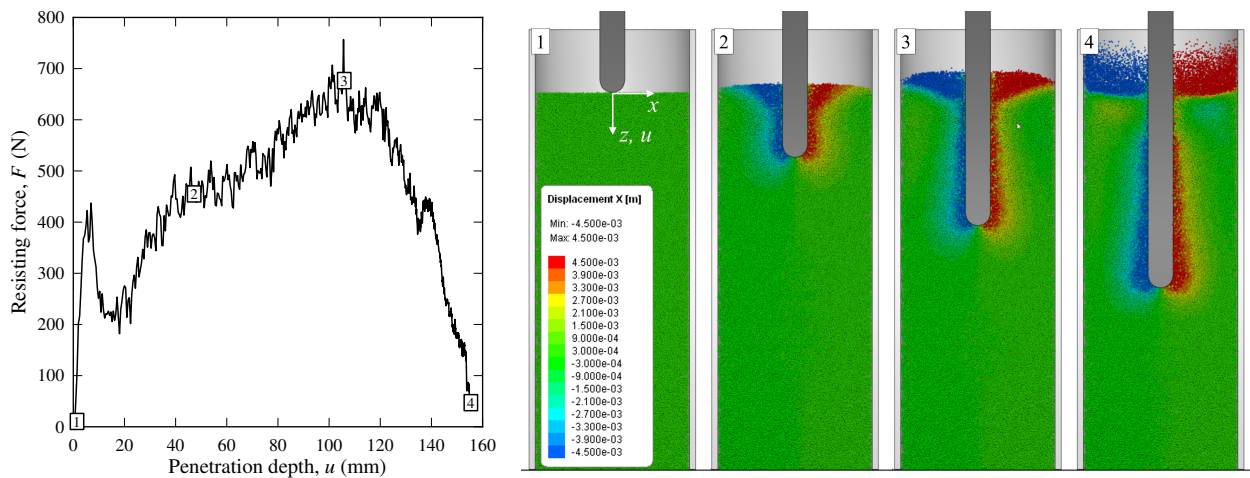 800
700
600
500
400
300
200
100
0
0 20 40 60 80 100 120 140 160
Resisting force, F (N)
Penetration depth, u (mm)
1
2
3
4
1
2
3
4
x
z, u
Displacement X [m]
Min: -4.500e-03
Max: 4.500e-03
4.500e-03
3.900e-03
3.300e-03
2.700e-03
2.100e-03
1.500e-03
9.000e-04
3.000e-04
-3.000e-04
-9.000e-04
-1.500e-03
-2.100e-03
-2.700e-03
-3.300e-03
-3.900e-03
-4.500e-03